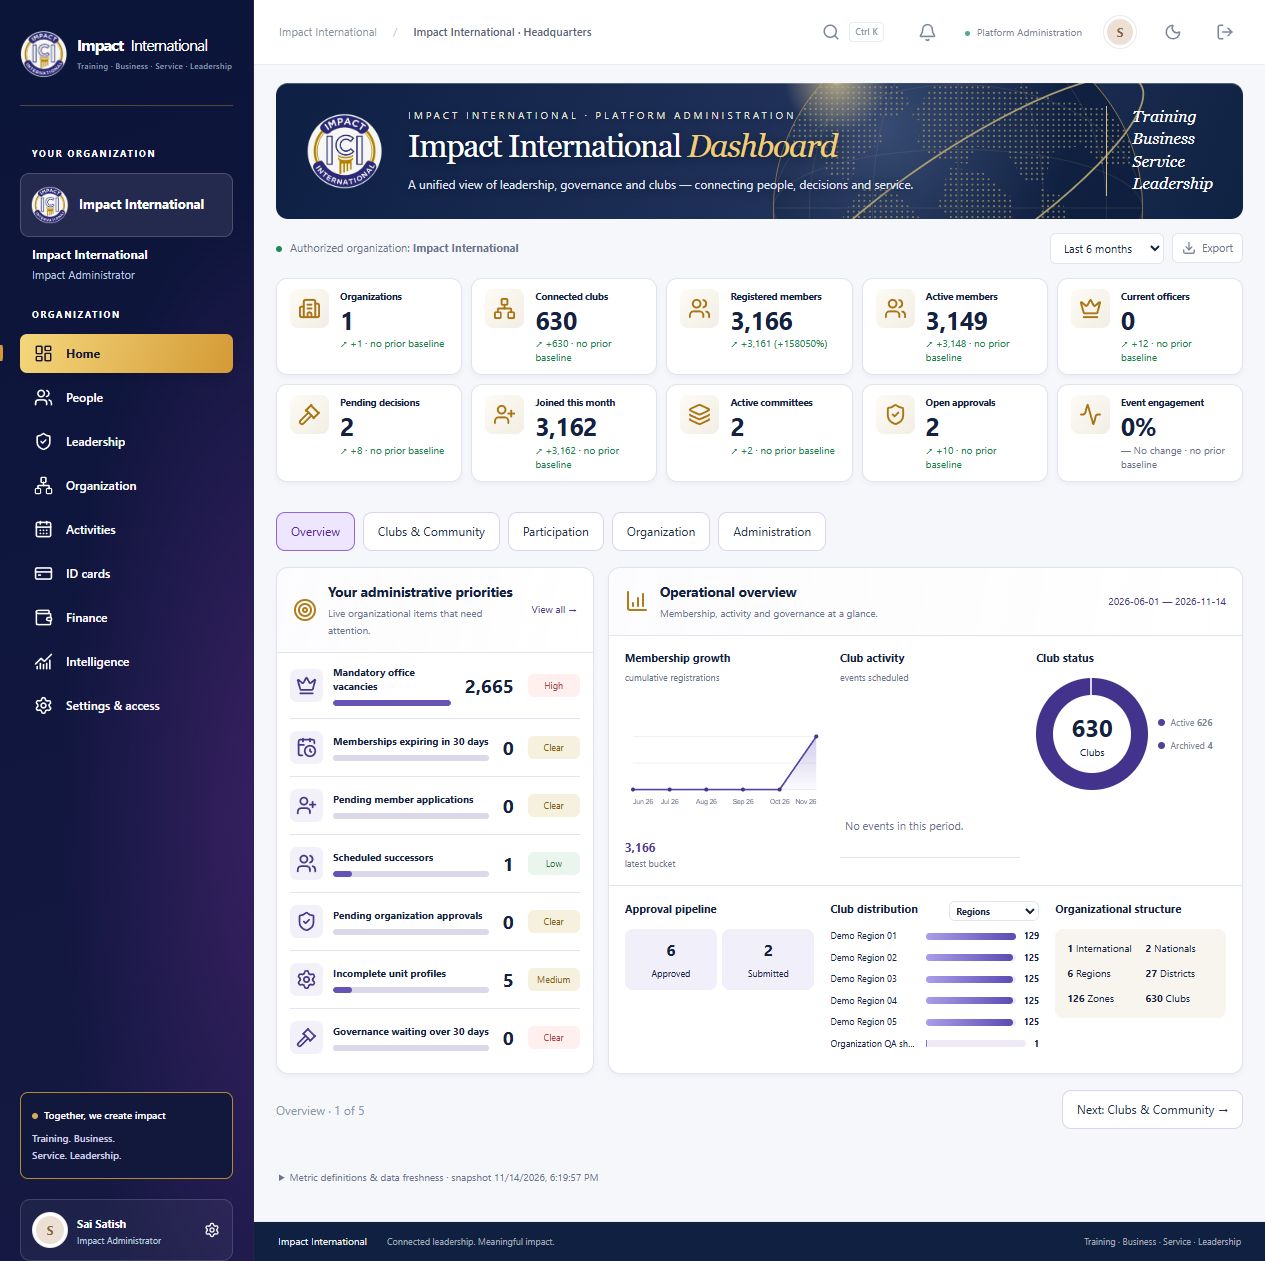 IMPACT
ICI
INTERNATIONAL
Impact International
Training · Business · Service · Leadership
YOUR ORGANIZATION
Impact International
Impact International
Impact Administrator
ORGANIZATION
Home
People
Leadership
Organization
Activities
ID cards
Finance
Intelligence
Settings & access
Together, we create impact
Training. Business.
Service. Leadership.
S
Sai Satish
Impact Administrator
Impact International / Impact International · Headquarters
Ctrl K
Platform Administration
S
IMPACT
ICI
INTERNATIONAL
IMPACT INTERNATIONAL · PLATFORM ADMINISTRATION
Impact International Dashboard
A unified view of leadership, governance and clubs — connecting people, decisions and service.
Training
Business
Service
Leadership
Authorized organization: Impact International
Last 6 months
Export
Organizations
1
↗ +1 · no prior baseline
Connected clubs
630
↗ +630 · no prior
baseline
Registered members
3,166
↗ +3,161 (+158050%)
Active members
3,149
↗ +3,148 · no prior
baseline
Current officers
0
↗ +12 · no prior
baseline
Pending decisions
2
↗ +8 · no prior baseline
Joined this month
3,162
↗ +3,162 · no prior
baseline
Active committees
2
↗ +2 · no prior baseline
Open approvals
2
↗ +10 · no prior
baseline
Event engagement
0%
— No change · no prior
baseline
Overview
Clubs & Community
Participation
Organization
Administration
Your administrative priorities
Live organizational items that need
attention.
View all →
Mandatory office
vacancies
2,665
High
Memberships expiring in 30 days
0
Clear
Pending member applications
0
Clear
Scheduled successors
1
Low
Pending organization approvals
0
Clear
Incomplete unit profiles
5
Medium
Governance waiting over 30 days
0
Clear
Operational overview
Membership, activity and governance at a glance.
2026-06-01 — 2026-11-14
Membership growth
cumulative registrations
Jun 26 Jul 26 Aug 26 Sep 26 Oct 26 Nov 26
3,166
latest bucket
Club activity
events scheduled
No events in this period.
Club status
630
Clubs
Active 626
Archived 4
Approval pipeline
6
Approved
2
Submitted
Club distribution
Regions
Demo Region 01 129
Demo Region 02 125
Demo Region 03 125
Demo Region 04 125
Demo Region 05 125
Organization QA sh... 1
Organizational structure
1 International 2 Nationals
6 Regions 27 Districts
126 Zones 630 Clubs
Overview · 1 of 5
Next: Clubs & Community →
▶ Metric definitions & data freshness · snapshot 11/14/2026, 6:19:57 PM
Impact International Connected leadership. Meaningful impact.
Training · Business · Service · Leadership